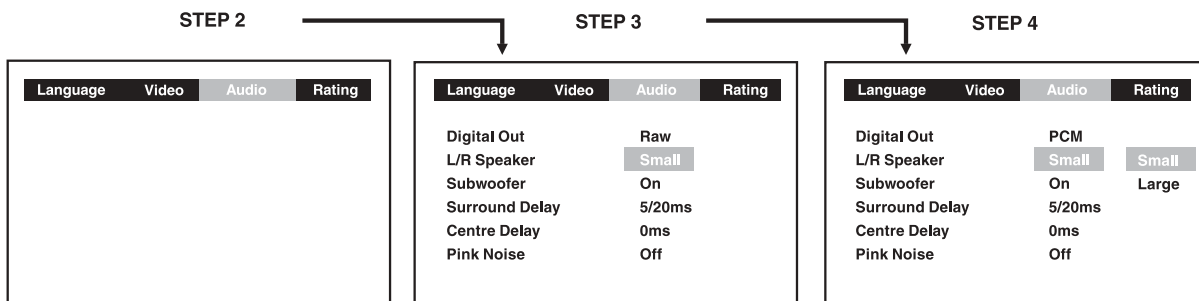 STEP 2
STEP 3
STEP 4
Language Video Audio Rating
Language Video Audio Rating
Digital Out Raw
L/R Speaker Small
Subwoofer On
Surround Delay 5/20ms
Centre Delay 0ms
Pink Noise Off
Language Video Audio Rating
Digital Out PCM
L/R Speaker Small Small
Subwoofer On Large
Surround Delay 5/20ms
Centre Delay 0ms
Pink Noise Off